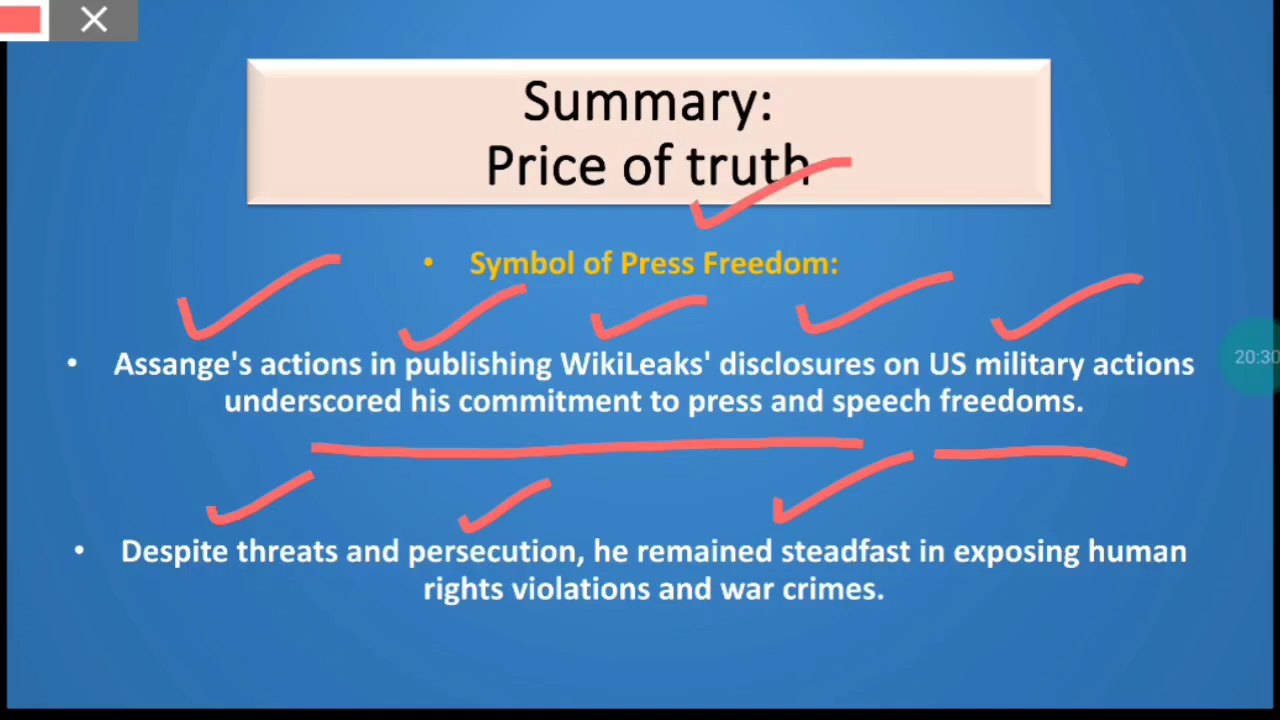 Summary:
Price of truth
• Symbol of Press Freedom:
• Assange's actions in publishing WikiLeaks' disclosures on US military actions
underscored his commitment to press and speech freedoms.
20:30
• Despite threats and persecution, he remained steadfast in exposing human
rights violations and war crimes.